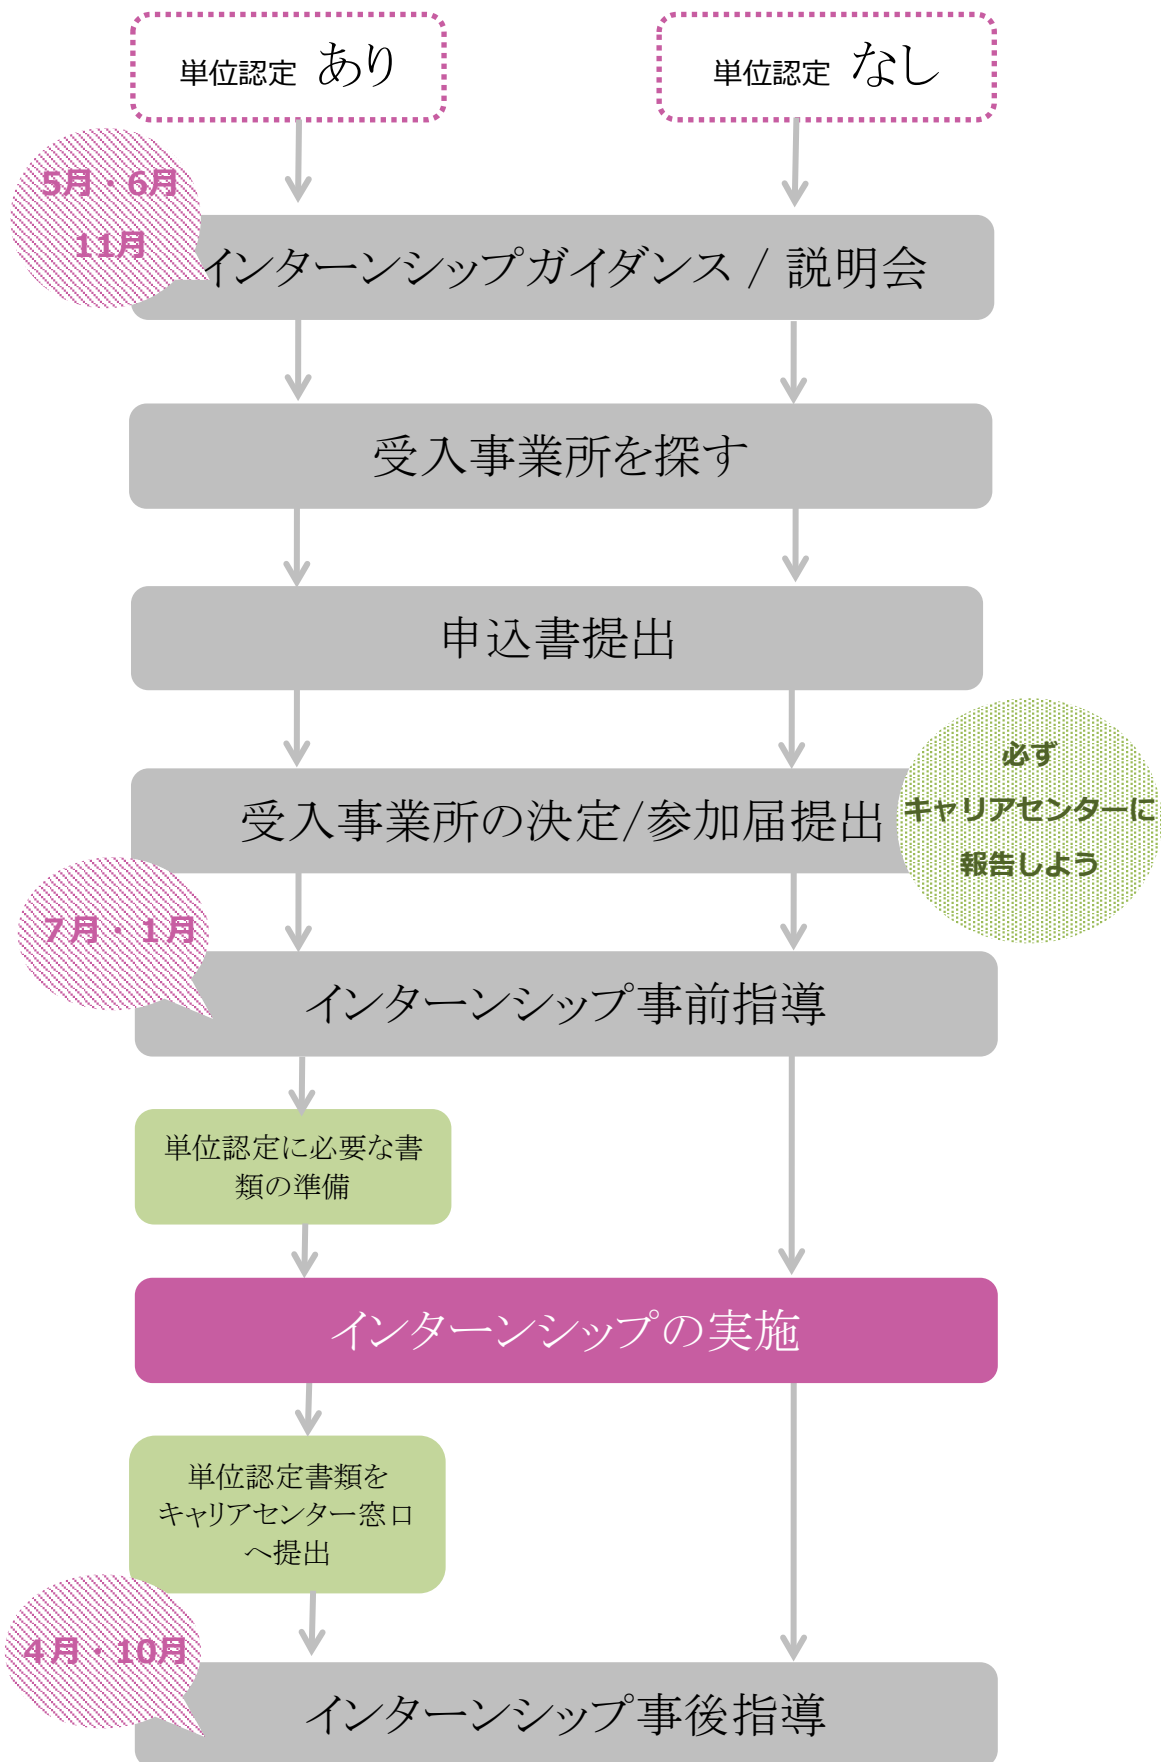 単位認定 あり
単位認定 なし
5月・6月
11月
インターンシップガイダンス / 説明会
受入事業所を探す
申込書提出
受入事業所の決定/参加届提出
必ず
キャリアセンターに
報告しよう
7月・1月
インターンシップ事前指導
単位認定に必要な書
類の準備
インターンシップの実施
単位認定書類を
キャリアセンター窓口
へ提出
4月・10月
インターンシップ事後指導